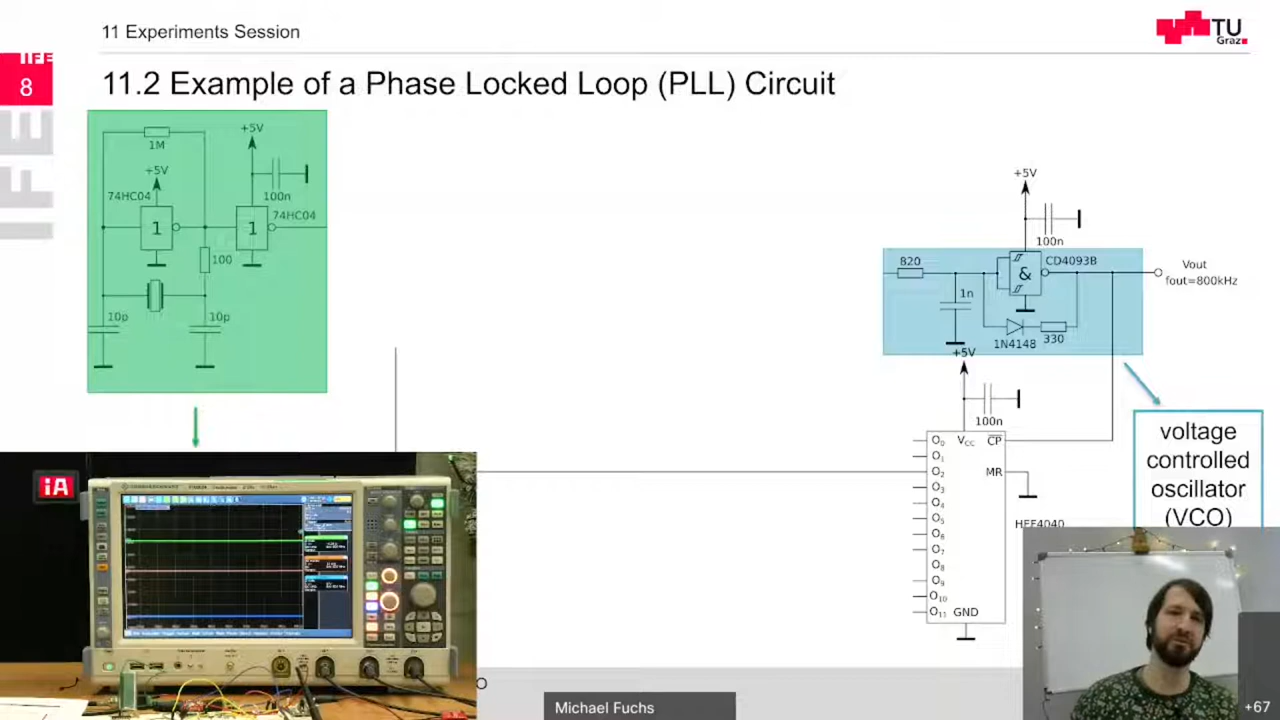 11 Experiments Session
TU
Graz
IFE
8
IFE
11.2 Example of a Phase Locked Loop (PLL) Circuit
1M
+5V
+5V
100n
74HC04
74HC04
1
1
100
10p
10p
+5V
100n
820
CD4093B
&
1n
1N4148
330
Vout
fout=800kHz
+5V
100n
O0 VCC CP
O1
O2 MR
O3
O4
O5
O6
O7
O8
O9
O10
O11 GND
HEF4040
voltage
controlled
oscillator
(VCO)
iA
Michael Fuchs
+67